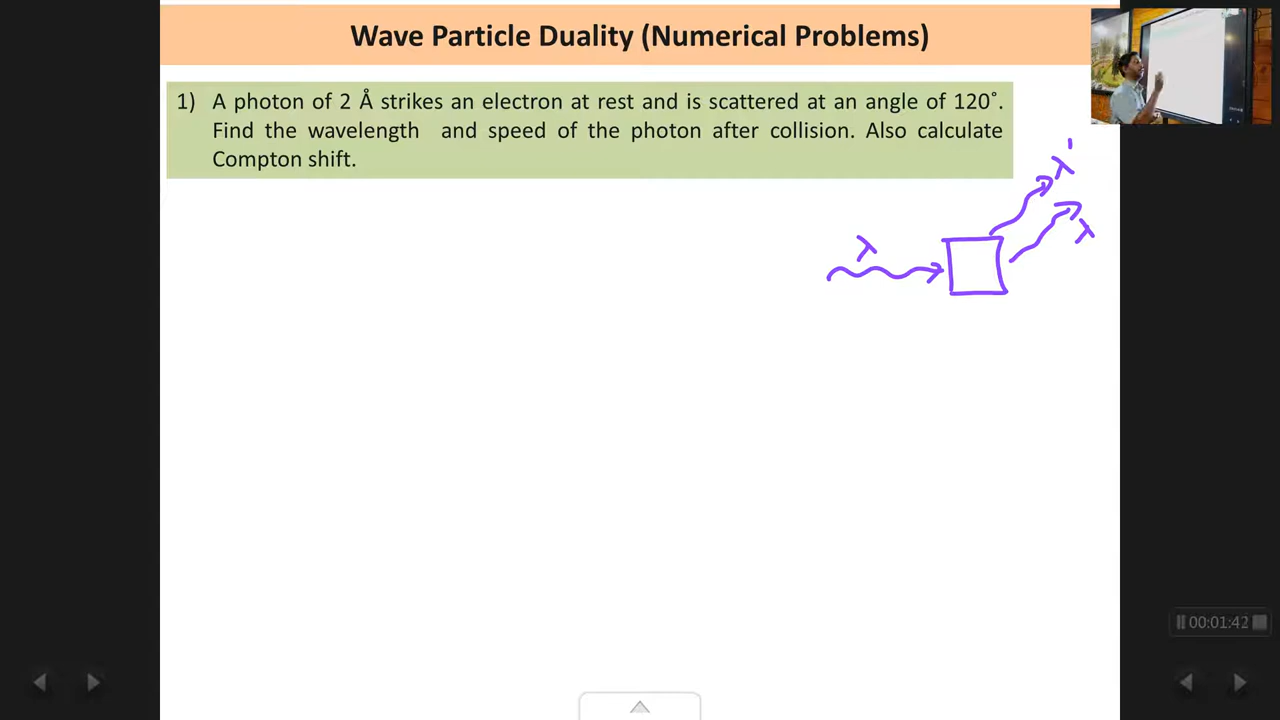 Wave Particle Duality (Numerical Problems)
1) A photon of 2 Å strikes an electron at rest and is scattered at an angle of 120˚.
Find the wavelength and speed of the photon after collision. Also calculate
Compton shift.
λ'
λ
λ
00:01:42